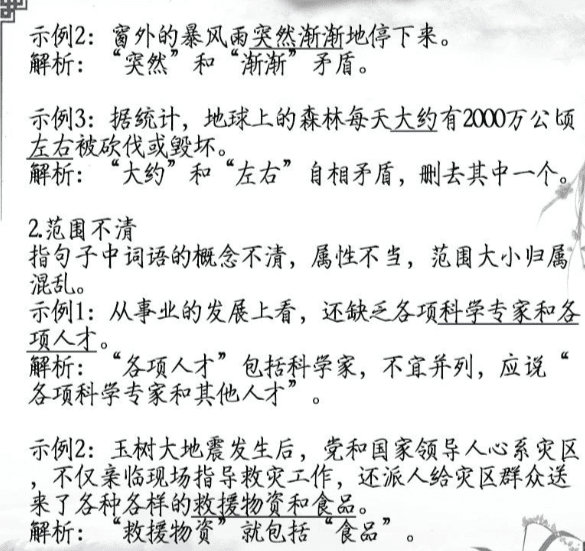 示例2：窗外的暴风雨突然渐渐地停下来。
解析：“突然”和“渐渐”矛盾。
示例3：据统计，地球上的森林每天大约有2000万公顷
左右被砍伐或毁坏。
解析：“大约”和“左右”自相矛盾，删去其中一个。
2.范围不清
指句子中词语的概念不清，属性不当，范围大小归属
混乱。
示例1：从事业的发展上看，还缺乏各项科学专家和各
项人才。
解析：“各项人才”包括科学家，不宜并列，应说“
各项科学专家和其他人才”。
示例2：玉树大地震发生后，党和国家领导人心系灾区
，不仅亲临现场指导救灾工作，还派人给灾区群众送
来了各种各样的救援物资和食品。
解析：“救援物资”就包括“食品”。